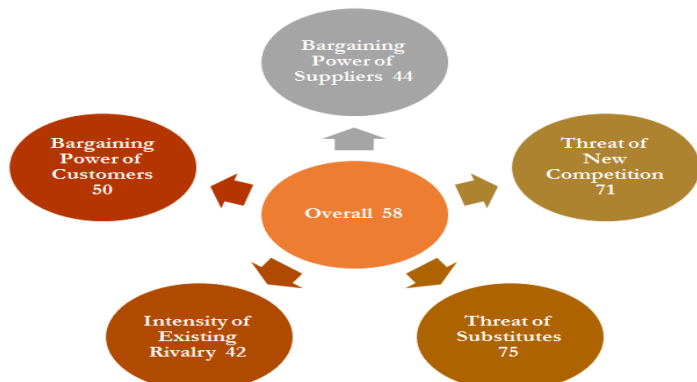 Bargaining
Power of
Suppliers 44
Bargaining
Power of
Customers
50
Threat of
New
Competition
71
Overall 58
Intensity of
Existing
Rivalry 42
Threat of
Substitutes
75